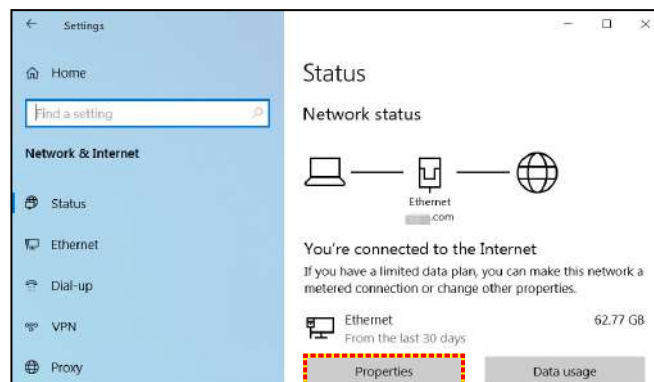 Settings
Home
Find a setting
Network & Internet
Status
Ethernet
Dial-up
VPN
Proxy
Status
Network status
Ethernet
.com
You're connected to the Internet
If you have a limited data plan, you can make this network a
metered connection or change other properties.
Ethernet 62.77 GB
From the last 30 days
Properties Data usage